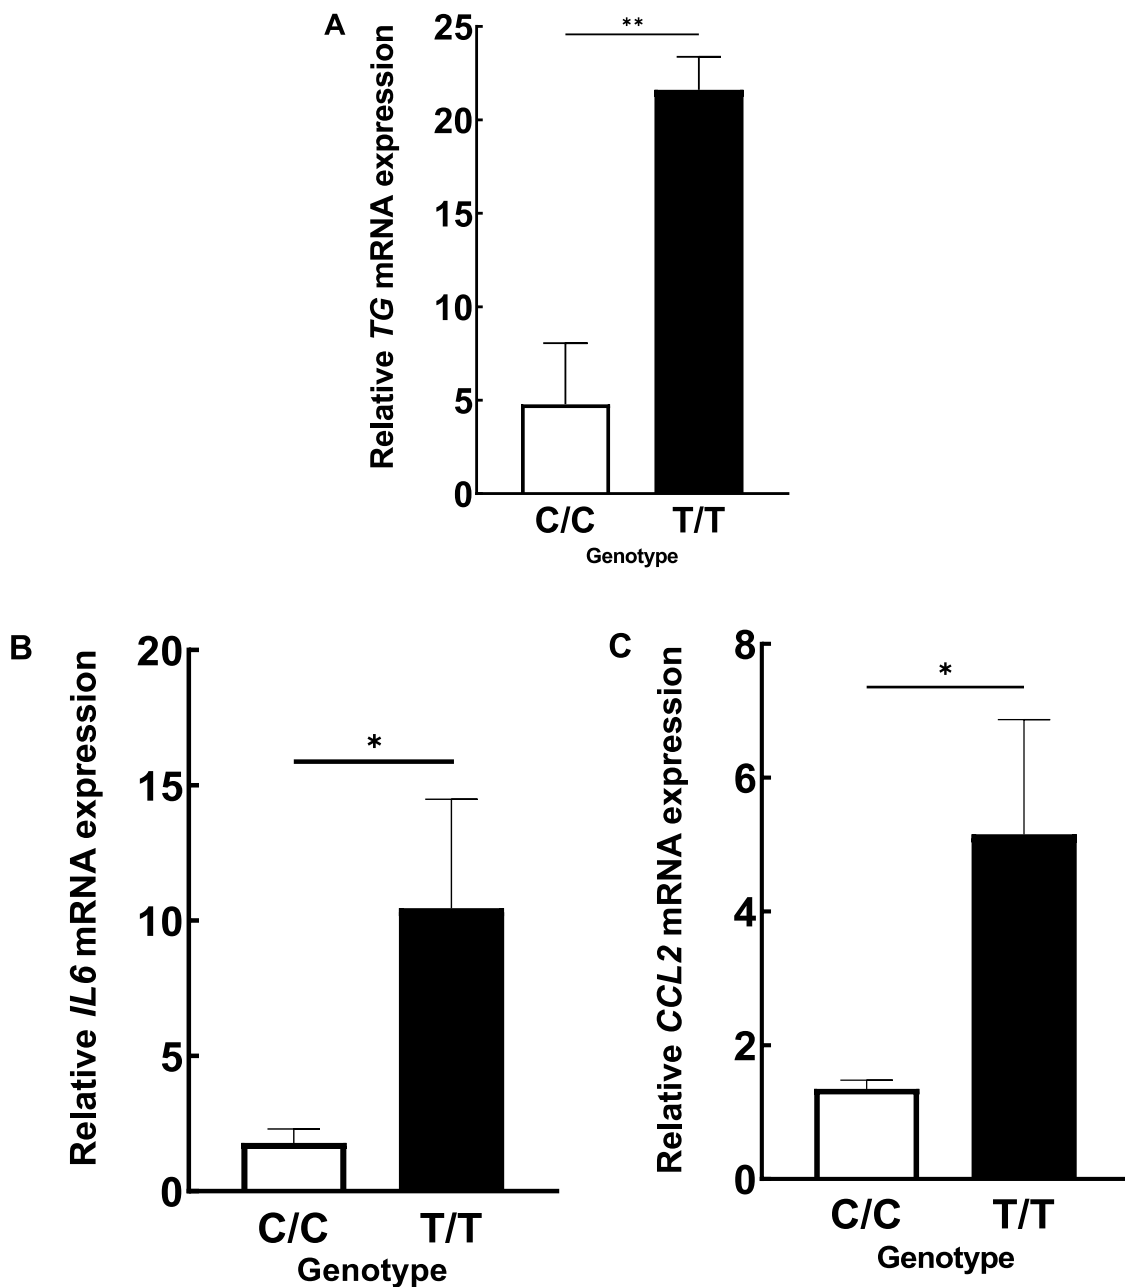 A
Relative TG mRNA expression
25
20
15
10
5
0
**
C/C T/T
Genotype
B
Relative IL6 mRNA expression
20
15
10
5
0
*
C/C T/T
Genotype
C
Relative CCL2 mRNA expression
8
6
4
2
0
*
C/C T/T
Genotype